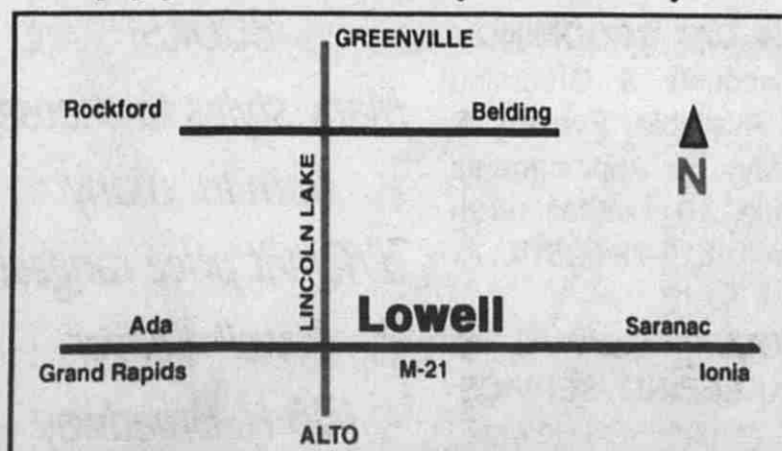 GREENVILLE
Rockford Belding
N
LINCOLN LAKE
Lowell
Ada Saranac
Grand Rapids M-21 Ionia
ALTO